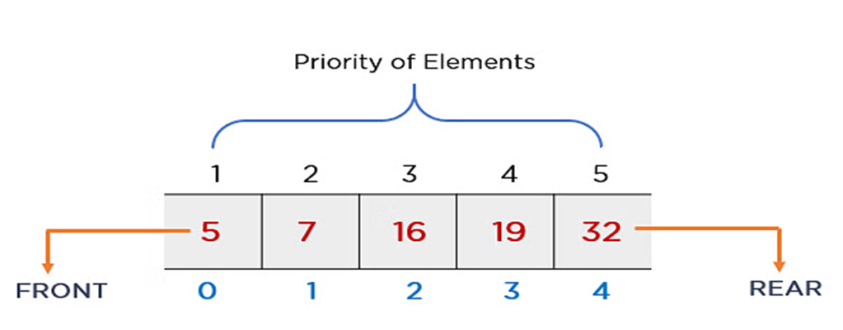 Priority of Elements
1 2 3 4 5
5 7 16 19 32
FRONT 0 1 2 3 4 REAR